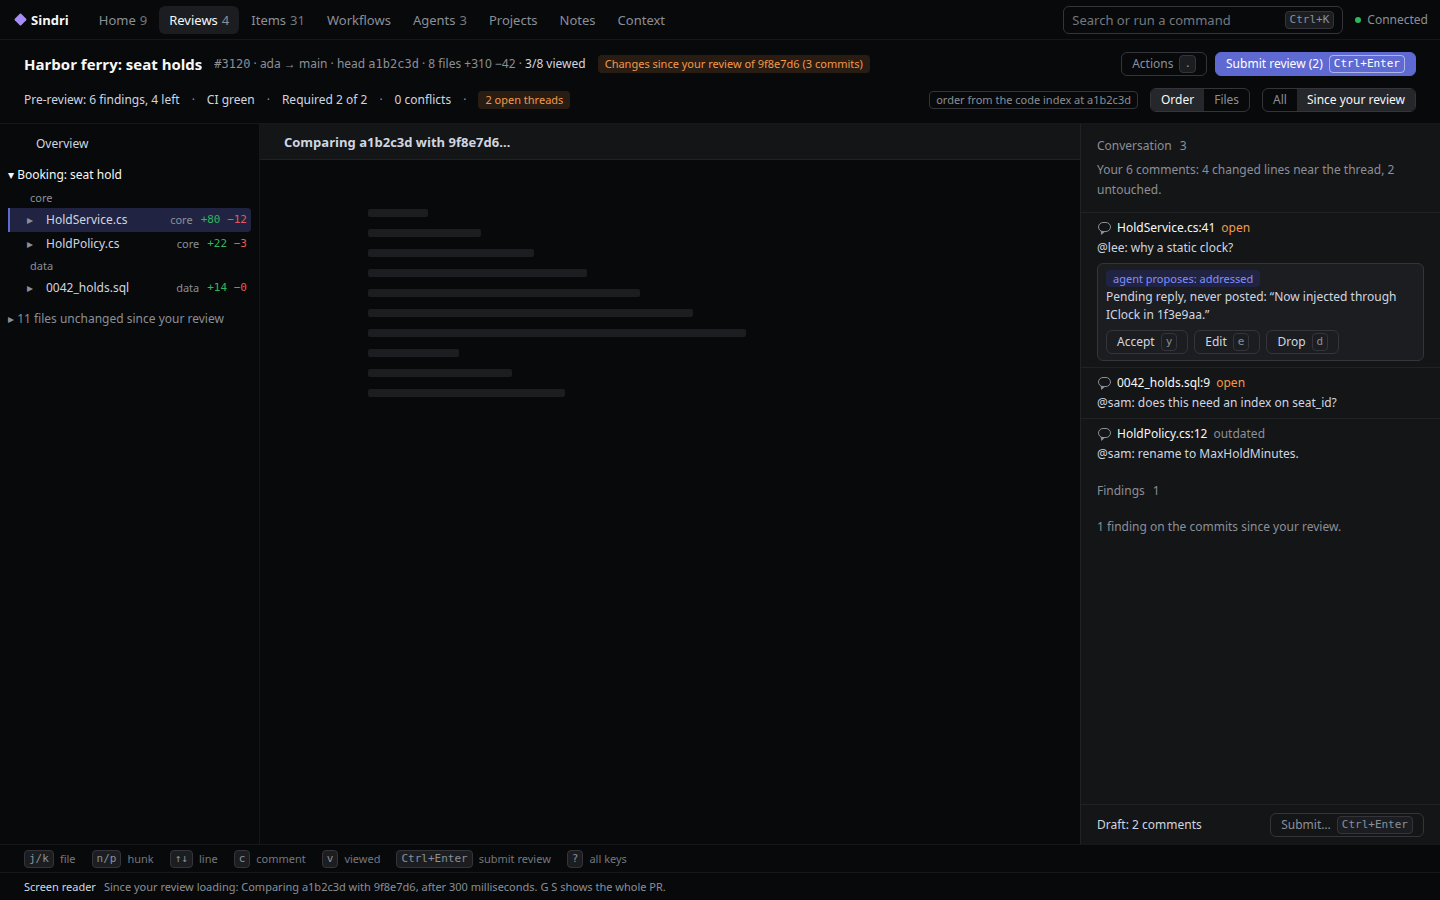 Sindri Home 9 Reviews 4 Items 31 Workflows Agents 3 Projects Notes Context Search or run a command Ctrl+K Connected
Harbor ferry: seat holds #3120 · ada → main · head a1b2c3d · 8 files +310 −42 · 3/8 viewed Changes since your review of 9f8e7d6 (3 commits) Actions . Submit review (2) Ctrl+Enter
Pre-review: 6 findings, 4 left · CI green · Required 2 of 2 · 0 conflicts · 2 open threads order from the code index at a1b2c3d Order Files All Since your review
Overview
▾ Booking: seat hold
core
▸ HoldService.cs core +80 −12
▸ HoldPolicy.cs core +22 −3
data
▸ 0042_holds.sql data +14 −0
▸ 11 files unchanged since your review
Comparing a1b2c3d with 9f8e7d6…
Conversation 3
Your 6 comments: 4 changed lines near the thread, 2
untouched.
HoldService.cs:41 open
@lee: why a static clock?
agent proposes: addressed
Pending reply, never posted: “Now injected through
IClock in 1f3e9aa.”
Accept y Edit e Drop d
0042_holds.sql:9 open
@sam: does this need an index on seat_id?
HoldPolicy.cs:12 outdated
@sam: rename to MaxHoldMinutes.
Findings 1
1 finding on the commits since your review.
Draft: 2 comments Submit… Ctrl+Enter
j/k file n/p hunk ↑↓ line c comment v viewed Ctrl+Enter submit review ? all keys
Screen reader Since your review loading: Comparing a1b2c3d with 9f8e7d6, after 300 milliseconds. G S shows the whole PR.